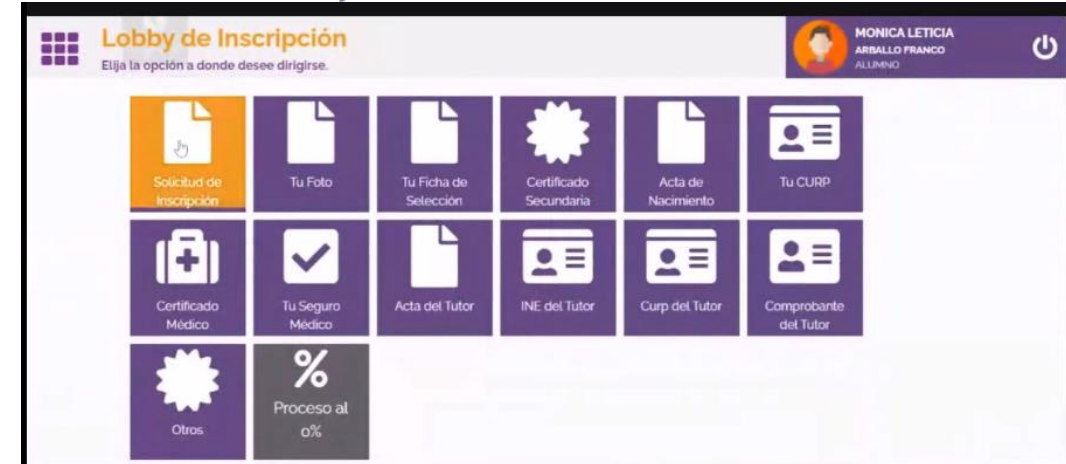 Lobby de Inscripción
Elija la opción a donde desee dirigirse.
MONICA LETICIA
ARBALLO FRANCO
ALUMNO
Solicitud de
Inscripción
Tu Foto
Tu Ficha de
Selección
Certificado
Secundaria
Acta de
Nacimiento
Tu CURP
Certificado
Médico
Tu Seguro
Médico
Acta del Tutor
INE del Tutor
Curp del Tutor
Comprobante
del Tutor
Otros
%
Proceso al
0%